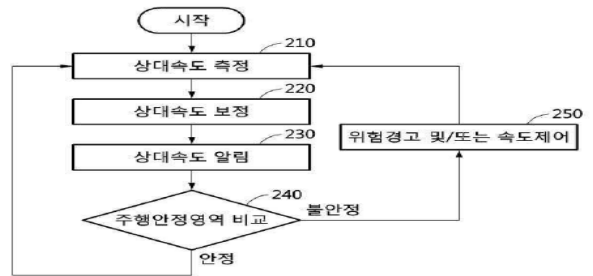 시작
210
상대속도 측정
220
상대속도 보정
230
상대속도 알림
240
주행안정영역 비교
불안정
안정
250
위험경고 및/또는 속도제어